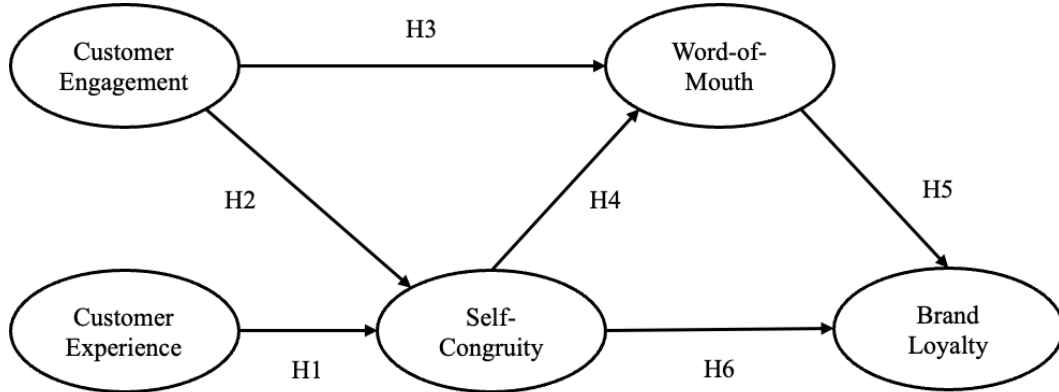 H3
Customer
Engagement
Word-of-
Mouth
H2
H4
H5
Customer
Experience
Self-
Congruity
Brand
Loyalty
H1
H6